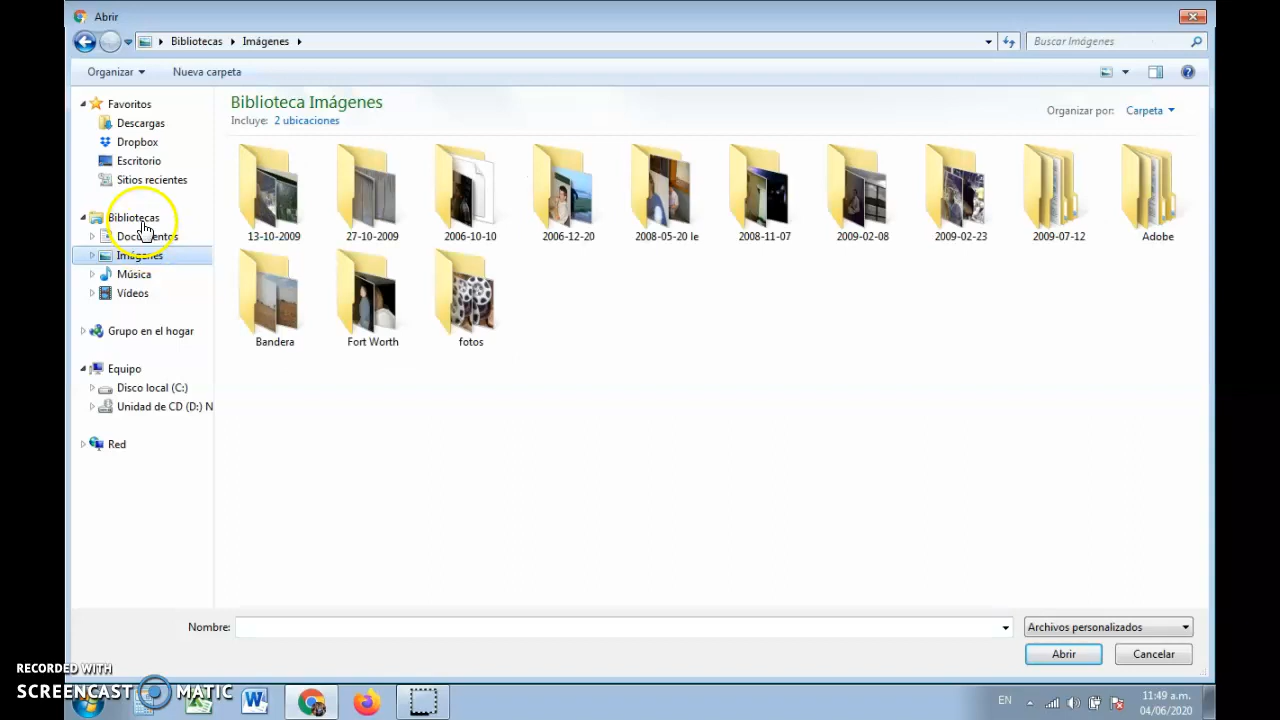 Abrir
Bibliotecas Imágenes
Buscar Imágenes
Organizar Nueva carpeta
Favoritos
Descargas
Dropbox
Escritorio
Sitios recientes
Bibliotecas
Documentos
Imágenes
Música
Vídeos
Grupo en el hogar
Equipo
Disco local (C:)
Unidad de CD (D:) N
Red
Biblioteca Imágenes
Incluye: 2 ubicaciones
Organizar por: Carpeta
13-10-2009 27-10-2009 2006-10-10 2006-12-20 2008-05-20 le 2008-11-07 2009-02-08 2009-02-23 2009-07-12 Adobe
Bandera Fort Worth fotos
Nombre:
Archivos personalizados
Abrir Cancelar
RECORDED WITH
SCREENCAST MATIC
EN
11:49 a.m.
04/06/2020